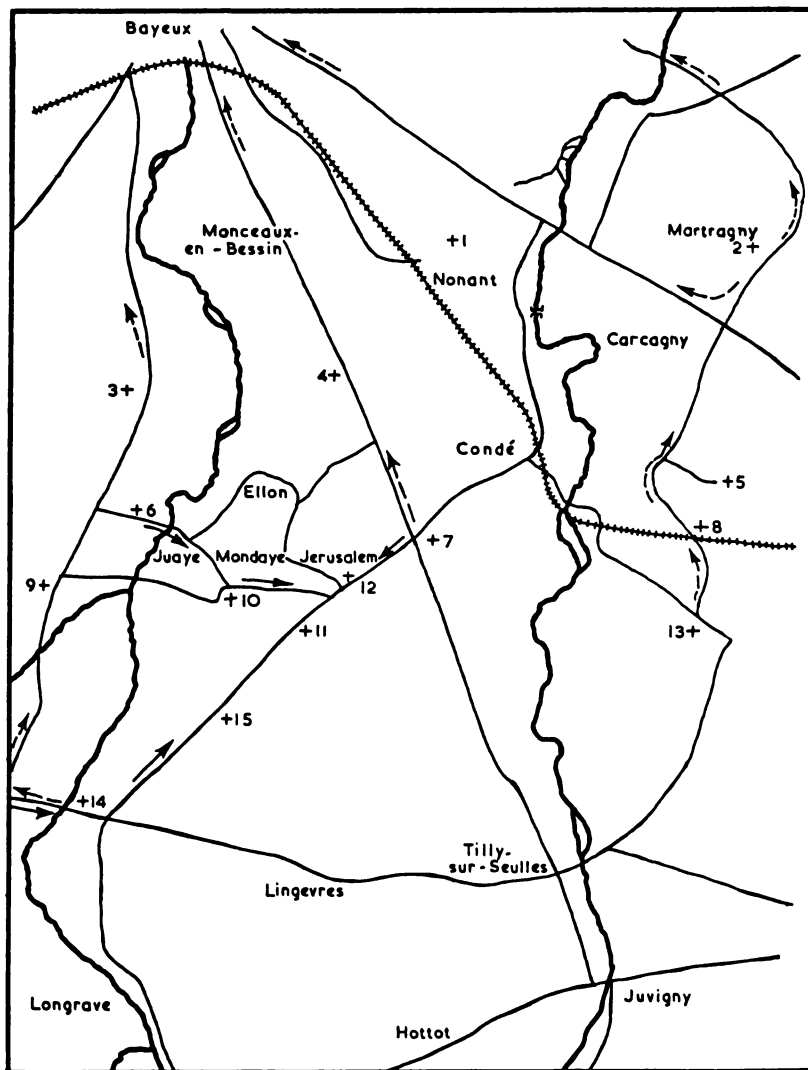 Bayeux
Monceaux-
en-Bessin
+1
Nonant
Martragny
2+
Carcagny
3+
4+
Condé
+5
+6
Ellon
+8
Juaye
Mondaye
Jerusalem
+7
9+
+10
+
12
+11
13+
+15
+14
Tilly-
sur-Seulles
Lingevres
Longrave
Juvigny
Hottot